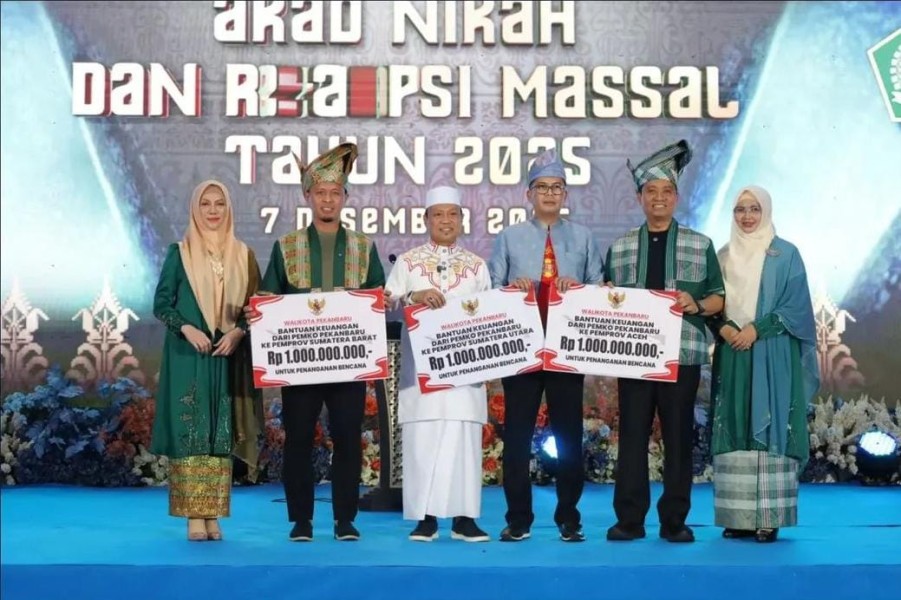 AKAD NIKAH
DAN RESEPSI MASSAL
TAHUN 2025
7 DESEMBER 2025
WALIKOTA PEKANBARU
BANTUAN KEUANGAN
DARI PEMKO PEKANBARU
KE PEMPROV SUMATERA BARAT
Rp 1.000.000.000,-
UNTUK PENANGANAN BENCANA
WALIKOTA PEKANBARU
BANTUAN KEUANGAN
DARI PEMKO PEKANBARU
KE PEMPROV SUMATERA UTARA
Rp 1.000.000.000,-
UNTUK PENANGANAN BENCANA
WALIKOTA PEKANBARU
BANTUAN KEUANGAN
DARI PEMKO PEKANBARU
KE PEMPROV ACEH
Rp 1.000.000.000,-
UNTUK PENANGANAN BENCANA